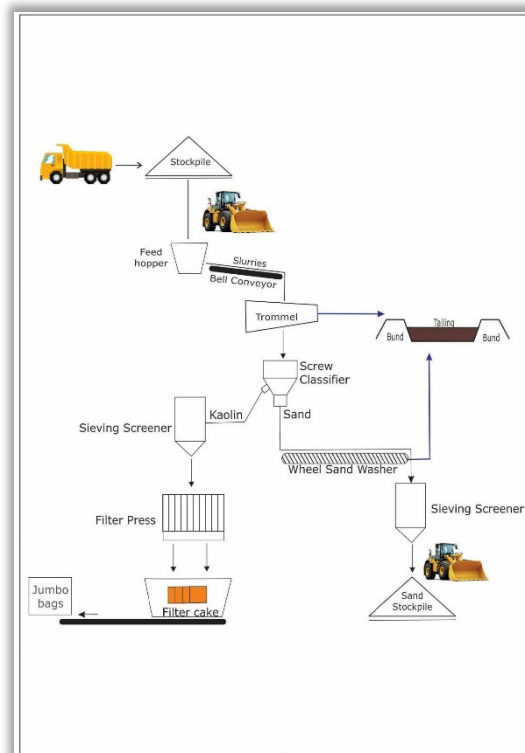 Stockpile
Feed
hopper
Slurries
Bell Conveyor
Trommel
Tailing
Bund
Bund
Screw
Classifier
Kaolin
Sand
Sieving Screener
Wheel Sand Washer
Sieving Screener
Filter Press
Jumbo
bags
Filter cake
Sand
Stockpile